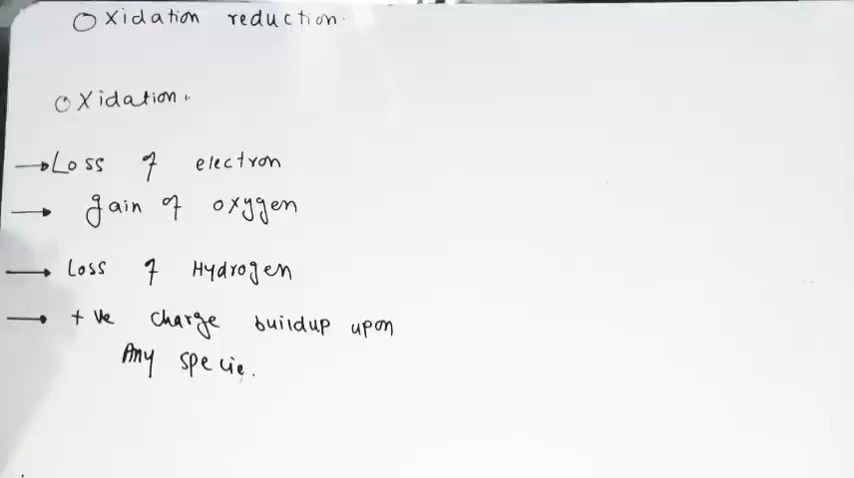 Oxidation reduction.
Oxidation.
→ Loss of electron
→ gain of oxygen
→ Loss of Hydrogen
→ +ve charge buildup upon
Any specie.